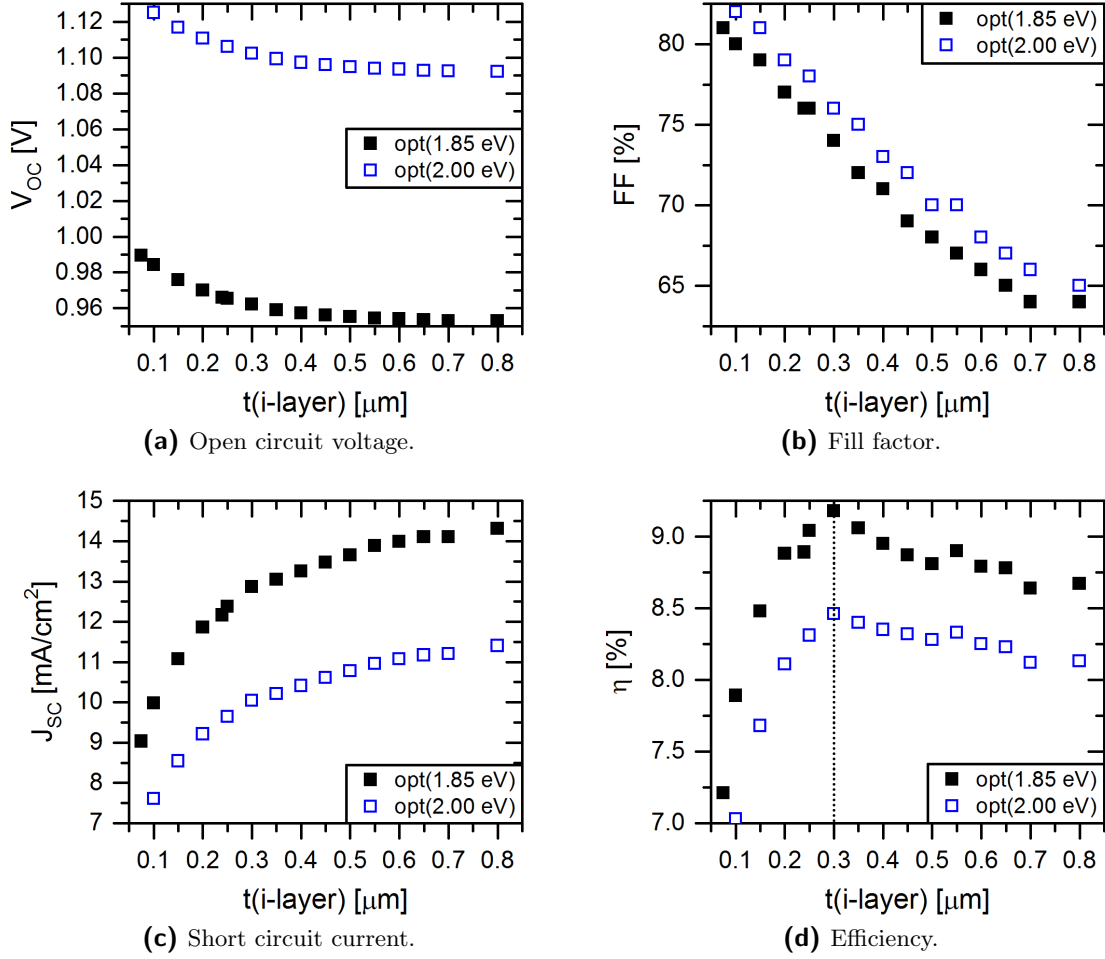 1.12
1.10
1.08
1.06
1.04
1.02
1.00
0.98
0.96
V_OC [V]
opt(1.85 eV)
opt(2.00 eV)
0.1 0.2 0.3 0.4 0.5 0.6 0.7 0.8
t(i-layer) [μm]
(a) Open circuit voltage.
80
75
70
65
FF [%]
opt(1.85 eV)
opt(2.00 eV)
0.1 0.2 0.3 0.4 0.5 0.6 0.7 0.8
t(i-layer) [μm]
(b) Fill factor.
15
14
13
12
11
10
9
8
7
J_SC [mA/cm²]
opt(1.85 eV)
opt(2.00 eV)
0.1 0.2 0.3 0.4 0.5 0.6 0.7 0.8
t(i-layer) [μm]
(c) Short circuit current.
9.0
8.5
8.0
7.5
7.0
η [%]
opt(1.85 eV)
opt(2.00 eV)
0.1 0.2 0.3 0.4 0.5 0.6 0.7 0.8
t(i-layer) [μm]
(d) Efficiency.